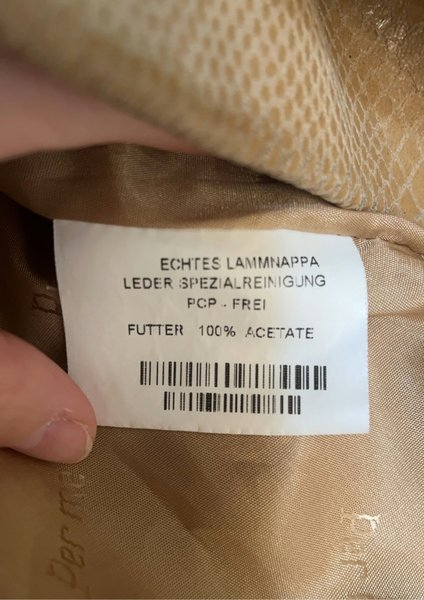 ECHTES LAMMNAPPA
LEDER SPEZIALREINIGUNG
PCP - FREI
FUTTER 100% ACETATE